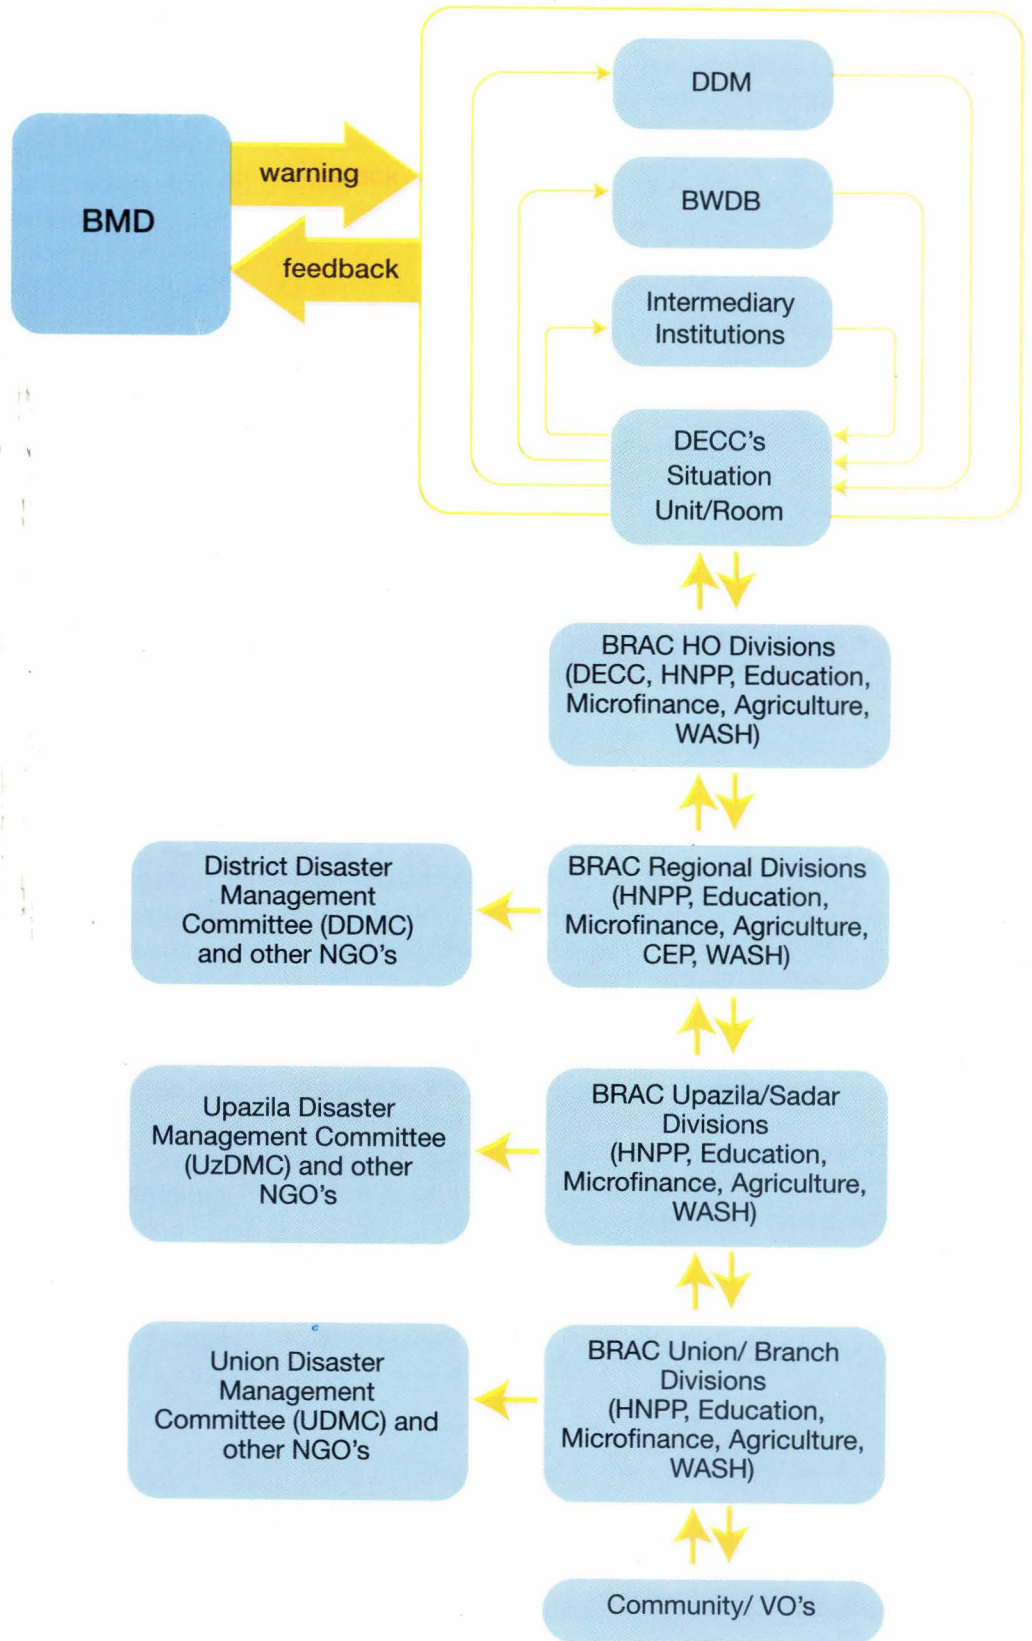 BMD
warning
feedback
DDM
BWDB
Intermediary
Institutions
DECC's
Situation
Unit/Room
BRAC HO Divisions
(DECC, HNPP, Education,
Microfinance, Agriculture,
WASH)
District Disaster
Management
Committee (DDMC)
and other NGO's
BRAC Regional Divisions
(HNPP, Education,
Microfinance, Agriculture,
CEP, WASH)
Upazila Disaster
Management Committee
(UzDMC) and other
NGO's
BRAC Upazila/Sadar
Divisions
(HNPP, Education,
Microfinance, Agriculture,
WASH)
Union Disaster
Management
Committee (UDMC) and
other NGO's
BRAC Union/ Branch
Divisions
(HNPP, Education,
Microfinance, Agriculture,
WASH)
Community/ VO's